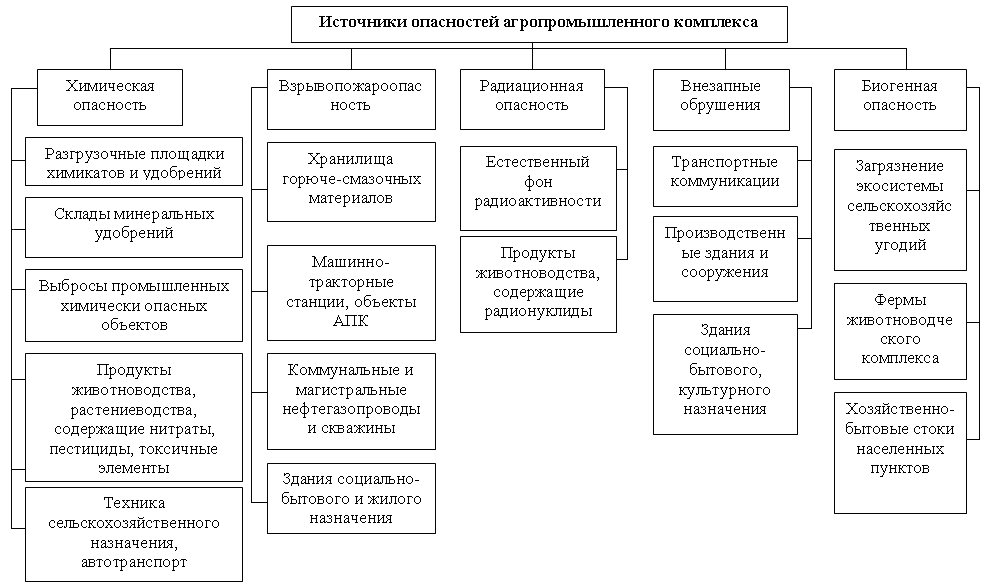 Источники опасностей агропромышленного комплекса
Химическая
опасность
Разгрузочные площадки
химикатов и удобрений
Склады минеральных
удобрений
Выбросы промышленных
химически опасных
объектов
Продукты
животноводства,
растениеводства,
содержащие нитраты,
пестициды, токсичные
элементы
Техника
сельскохозяйственного
назначения,
автотранспорт
Взрывопожароопас
ность
Хранилища
горюче-смазочных
материалов
Машинно-
тракторные
станции, объекты
АПК
Коммунальные и
магистральные
нефтегазопроводы
и скважины
Здания социально-
бытового и жилого
назначения
Радиационная
опасность
Естественный
фон
радиоактивности
Продукты
животноводства,
содержащие
радионуклиды
Внезапные
обрушения
Транспортные
коммуникации
Производственн
ые здания и
сооружения
Здания
социально-
бытового,
культурного
назначения
Биогенная
опасность
Загрязнение
экосистемы
сельскохозяйс
твенных
угодий
Фермы
животноводче
ского
комплекса
Хозяйственно-
бытовые стоки
населенных
пунктов